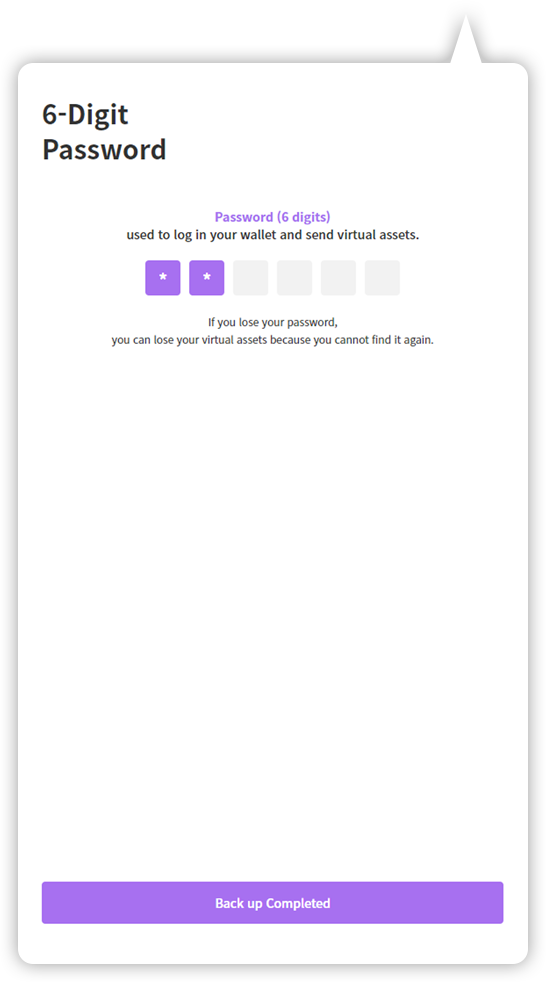 6-Digit
Password
Password (6 digits)
used to log in your wallet and send virtual assets.
* *
If you lose your password,
you can lose your virtual assets because you cannot find it again.
Back up Completed